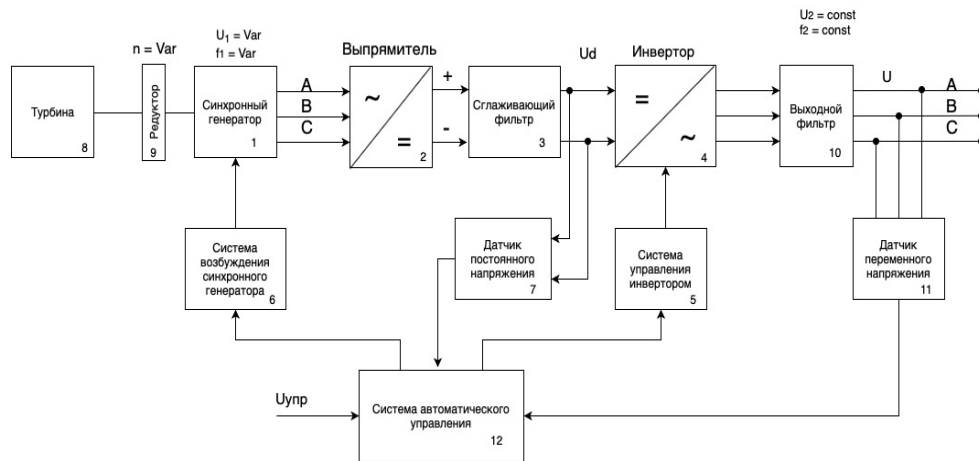 U2 = const
f2 = const
U1 = Var
f1 = Var
n = Var
Выпрямитель
Ud
Инвертор
U
Турбина
8
Редуктор
9
Синхронный
генератор
1
A
B
C
~
=
2
+
-
Сглаживающий
фильтр
3
=
~
4
Выходной
фильтр
10
A
B
C
Система
возбуждения
синхронного
генератора
6
Датчик
постоянного
напряжения
7
Система
управления
инвертором
5
Датчик
переменного
напряжения
11
Uупр
Система автоматического
управления
12